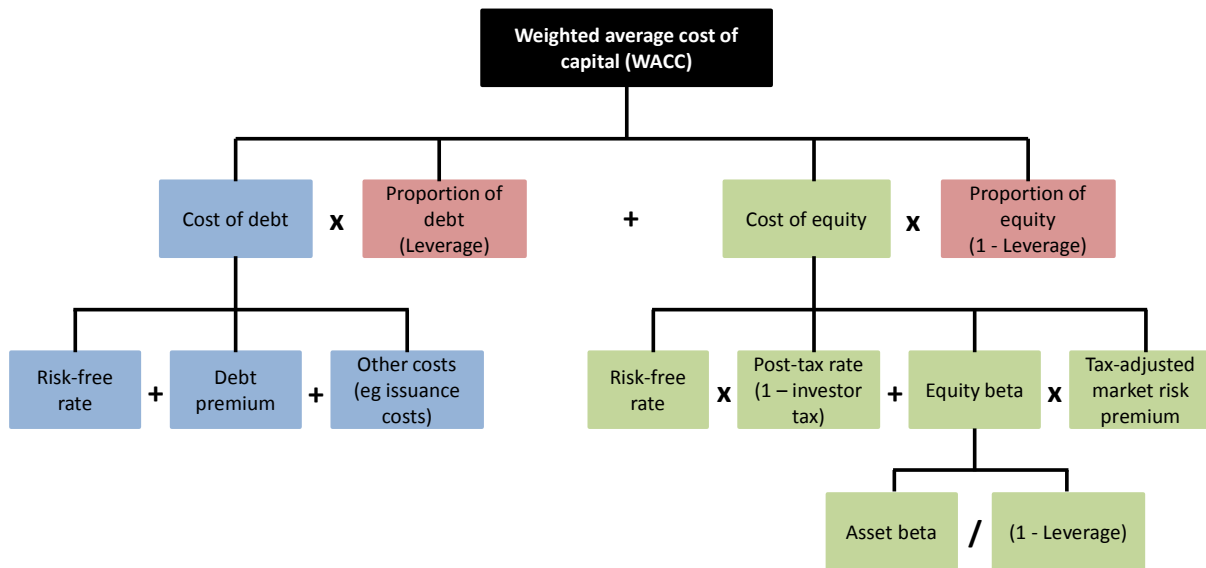 Weighted average cost of
capital (WACC)
Cost of debt
x
Proportion of
debt
(Leverage)
+
Cost of equity
x
Proportion of
equity
(1 - Leverage)
Risk-free
rate
+
Debt
premium
+
Other costs
(eg issuance
costs)
Risk-free
rate
x
Post-tax rate
(1 – investor
tax)
+
Equity beta
x
Tax-adjusted
market risk
premium
Asset beta
/
(1 - Leverage)